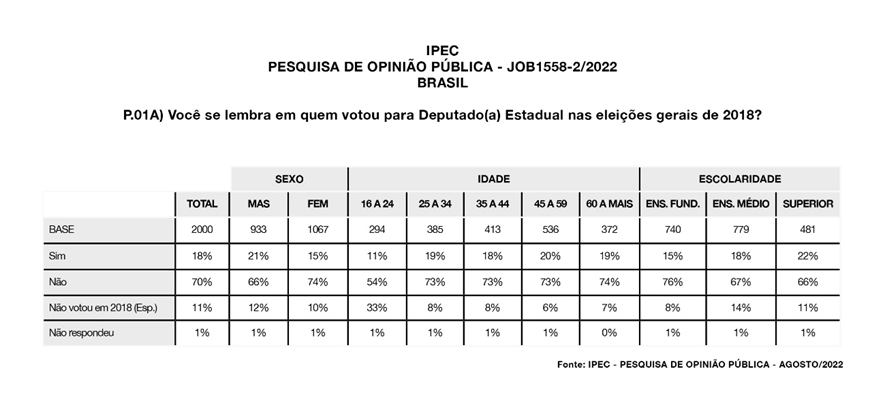 IPEC
PESQUISA DE OPINIÃO PÚBLICA - JOB1558-2/2022
BRASIL
P.01A) Você se lembra em quem votou para Deputado(a) Estadual nas eleições gerais de 2018?
SEXO IDADE ESCOLARIDADE
TOTAL MAS FEM 16 A 24 25 A 34 35 A 44 45 A 59 60 A MAIS ENS. FUND. ENS. MÉDIO SUPERIOR
BASE 2000 933 1067 294 385 413 536 372 740 779 481
Sim 18% 21% 15% 11% 19% 18% 20% 19% 15% 18% 22%
Não 70% 66% 74% 54% 73% 73% 73% 74% 76% 67% 66%
Não votou em 2018 (Esp.) 11% 12% 10% 33% 8% 8% 6% 7% 8% 14% 11%
Não respondeu 1% 1% 1% 1% 1% 1% 1% 0% 1% 1% 1%
Fonte: IPEC - PESQUISA DE OPINIÃO PÚBLICA - AGOSTO/2022